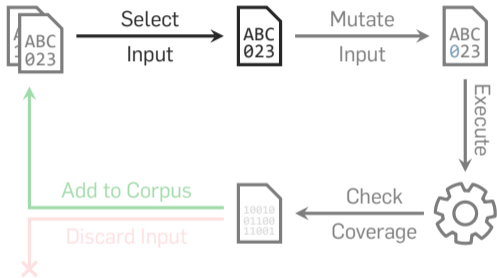 ABC
023
Select
Input
ABC
023
Mutate
Input
ABC
023
Execute
Check
Coverage
10010
01100
11001
Add to Corpus
Discard Input